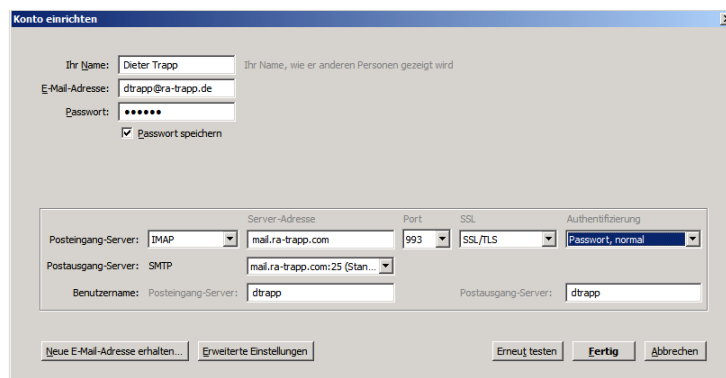 Konto einrichten
Ihr Name: Dieter Trapp Ihr Name, wie er anderen Personen gezeigt wird
E-Mail-Adresse: dtrapp@ra-trapp.de
Passwort: ●●●●●●
Passwort speichern
Server-Adresse Port SSL Authentifizierung
Posteingang-Server: IMAP mail.ra-trapp.com 993 SSL/TLS Passwort, normal
Postausgang-Server: SMTP mail.ra-trapp.com:25 (Stan...
Benutzername: Posteingang-Server: dtrapp Postausgang-Server: dtrapp
Neue E-Mail-Adresse erhalten... Erweiterte Einstellungen Erneut testen Fertig Abbrechen